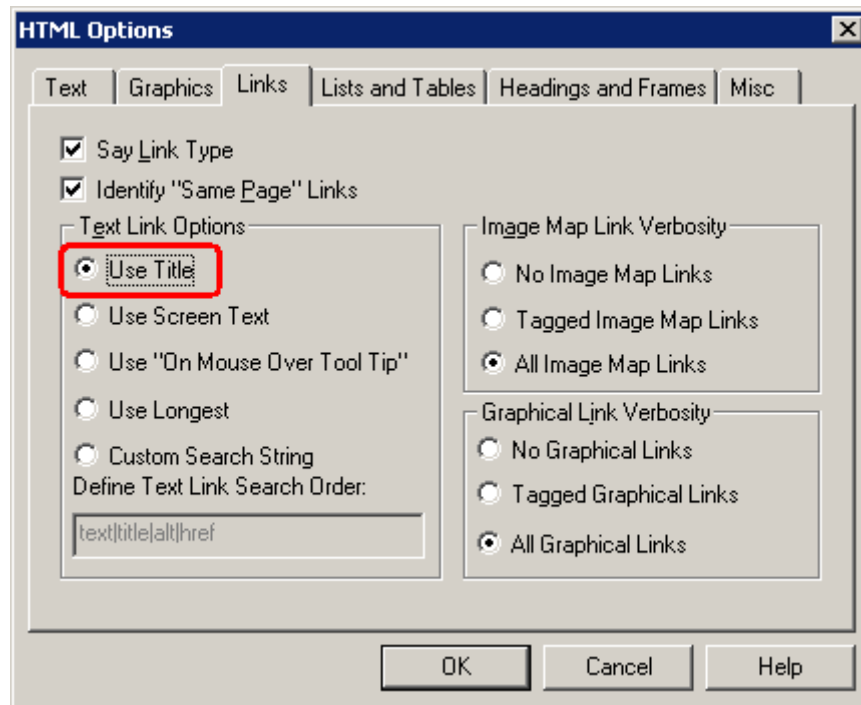 HTML Options
Text Graphics Links Lists and Tables Headings and Frames Misc
Say Link Type
Identify "Same Page" Links
Text Link Options
Use Title
Use Screen Text
Use "On Mouse Over Tool Tip"
Use Longest
Custom Search String
Define Text Link Search Order:
text|title|alt|href
Image Map Link Verbosity
No Image Map Links
Tagged Image Map Links
All Image Map Links
Graphical Link Verbosity
No Graphical Links
Tagged Graphical Links
All Graphical Links
OK Cancel Help